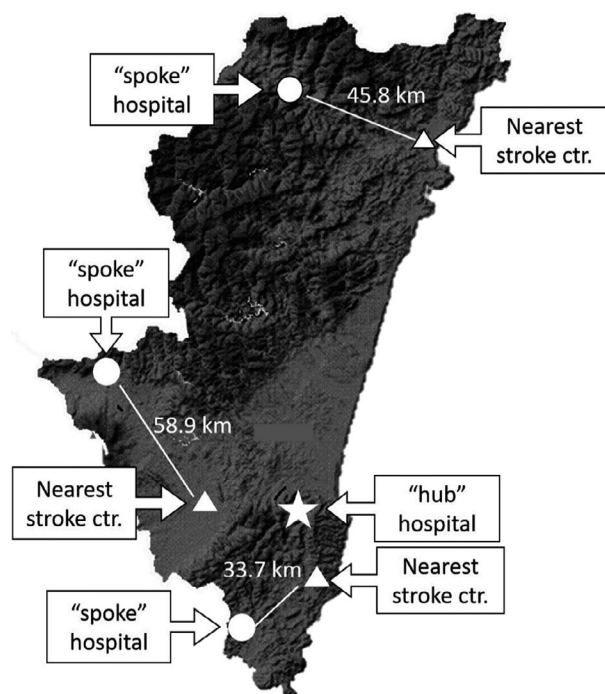 “spoke”
hospital
45.8 km
Nearest
stroke ctr.
“spoke”
hospital
58.9 km
Nearest
stroke ctr.
“hub”
hospital
33.7 km
Nearest
stroke ctr.
“spoke”
hospital